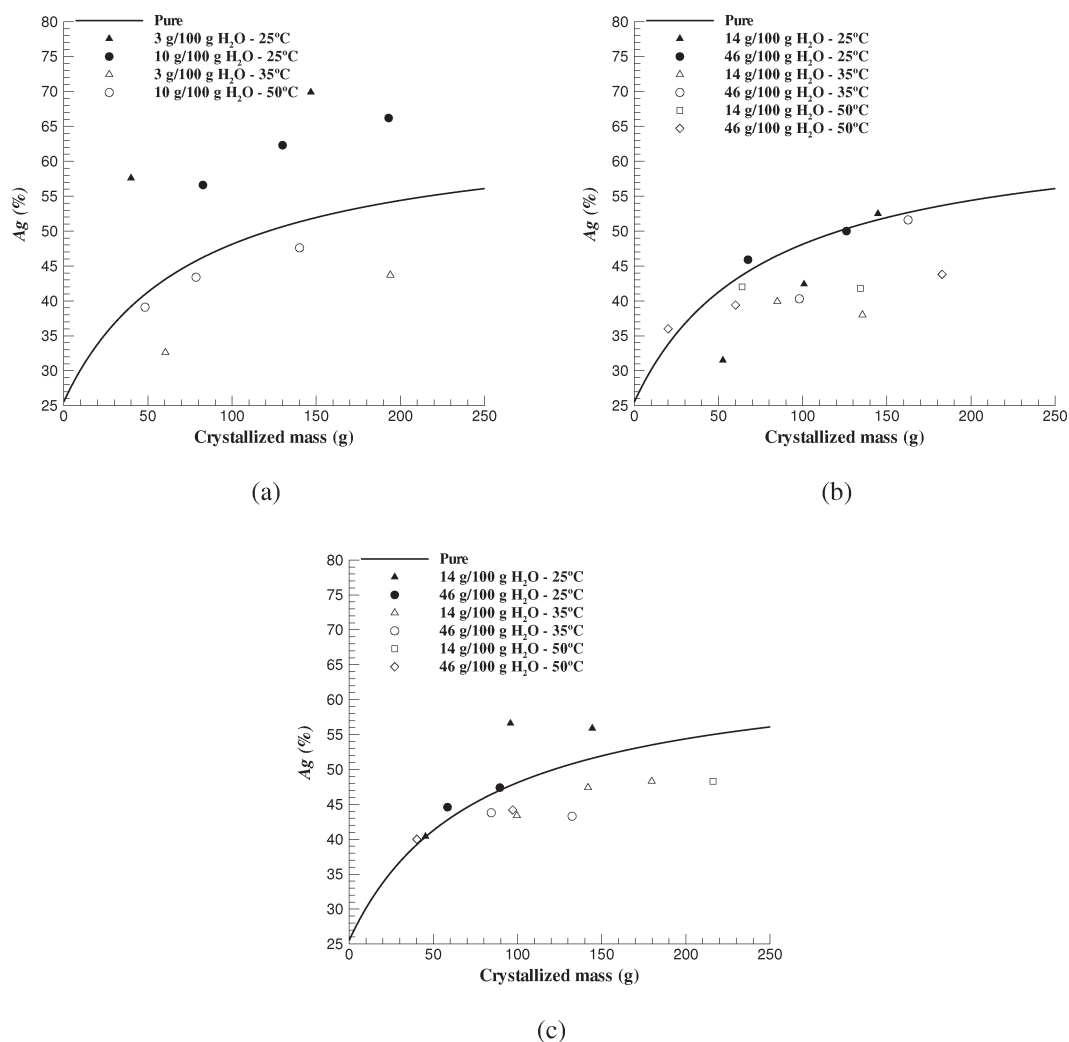 Pure
3 g/100 g H2O - 25ºC
10 g/100 g H2O - 25ºC
3 g/100 g H2O - 35ºC
10 g/100 g H2O - 50ºC
80
75
70
65
60
55
50
45
40
35
30
25
Ag (%)
0 50 100 150 200 250
Crystallized mass (g)
(a)
Pure
14 g/100 g H2O - 25ºC
46 g/100 g H2O - 25ºC
14 g/100 g H2O - 35ºC
46 g/100 g H2O - 35ºC
14 g/100 g H2O - 50ºC
46 g/100 g H2O - 50ºC
80
75
70
65
60
55
50
45
40
35
30
25
Ag (%)
0 50 100 150 200 250
Crystallized mass (g)
(b)
Pure
14 g/100 g H2O - 25ºC
46 g/100 g H2O - 25ºC
14 g/100 g H2O - 35ºC
46 g/100 g H2O - 35ºC
14 g/100 g H2O - 50ºC
46 g/100 g H2O - 50ºC
80
75
70
65
60
55
50
45
40
35
30
25
Ag (%)
0 50 100 150 200 250
Crystallized mass (g)
(c)